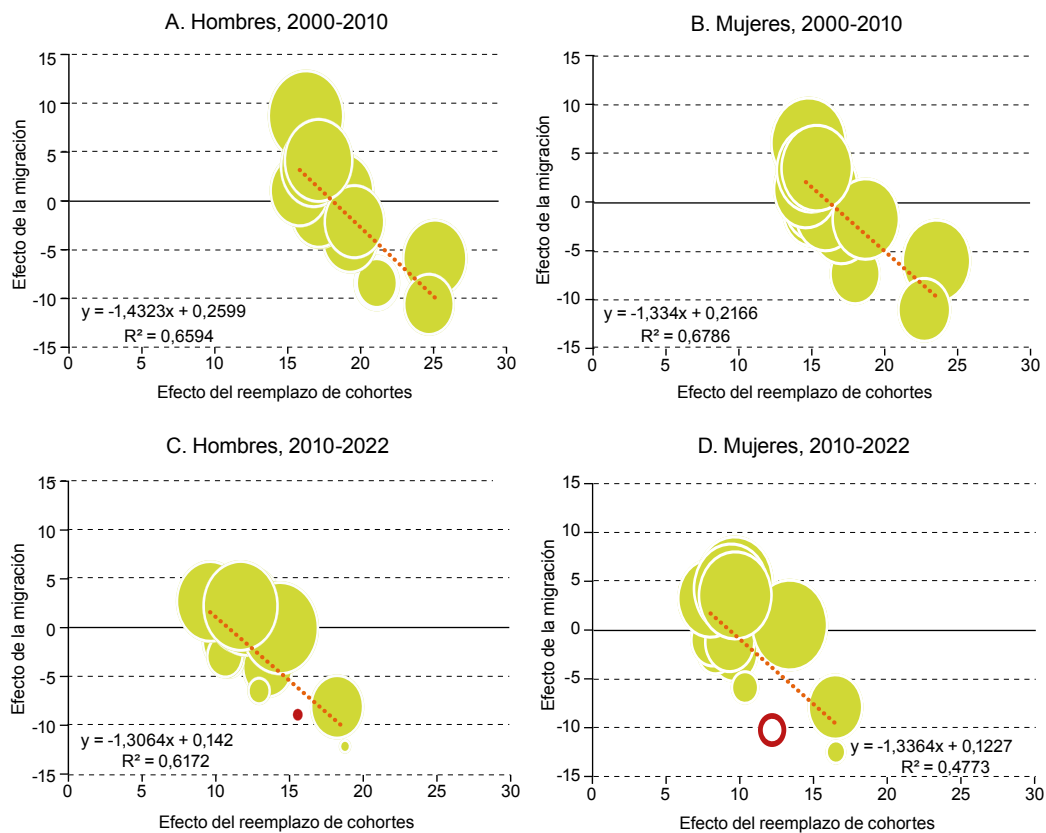 A. Hombres, 2000-2010
Efecto de la migración
15
10
5
0
-5
-10
-15
y = -1,4323x + 0,2599
R² = 0,6594
0 5 10 15 20 25 30
Efecto del reemplazo de cohortes
B. Mujeres, 2000-2010
Efecto de la migración
15
10
5
0
-5
-10
-15
y = -1,334x + 0,2166
R² = 0,6786
0 5 10 15 20 25 30
Efecto del reemplazo de cohortes
C. Hombres, 2010-2022
Efecto de la migración
15
10
5
0
-5
-10
-15
y = -1,3064x + 0,142
R² = 0,6172
0 5 10 15 20 25 30
Efecto del reemplazo de cohortes
D. Mujeres, 2010-2022
Efecto de la migración
15
10
5
0
-5
-10
-15
y = -1,3364x + 0,1227
R² = 0,4773
0 5 10 15 20 25 30
Efecto del reemplazo de cohortes